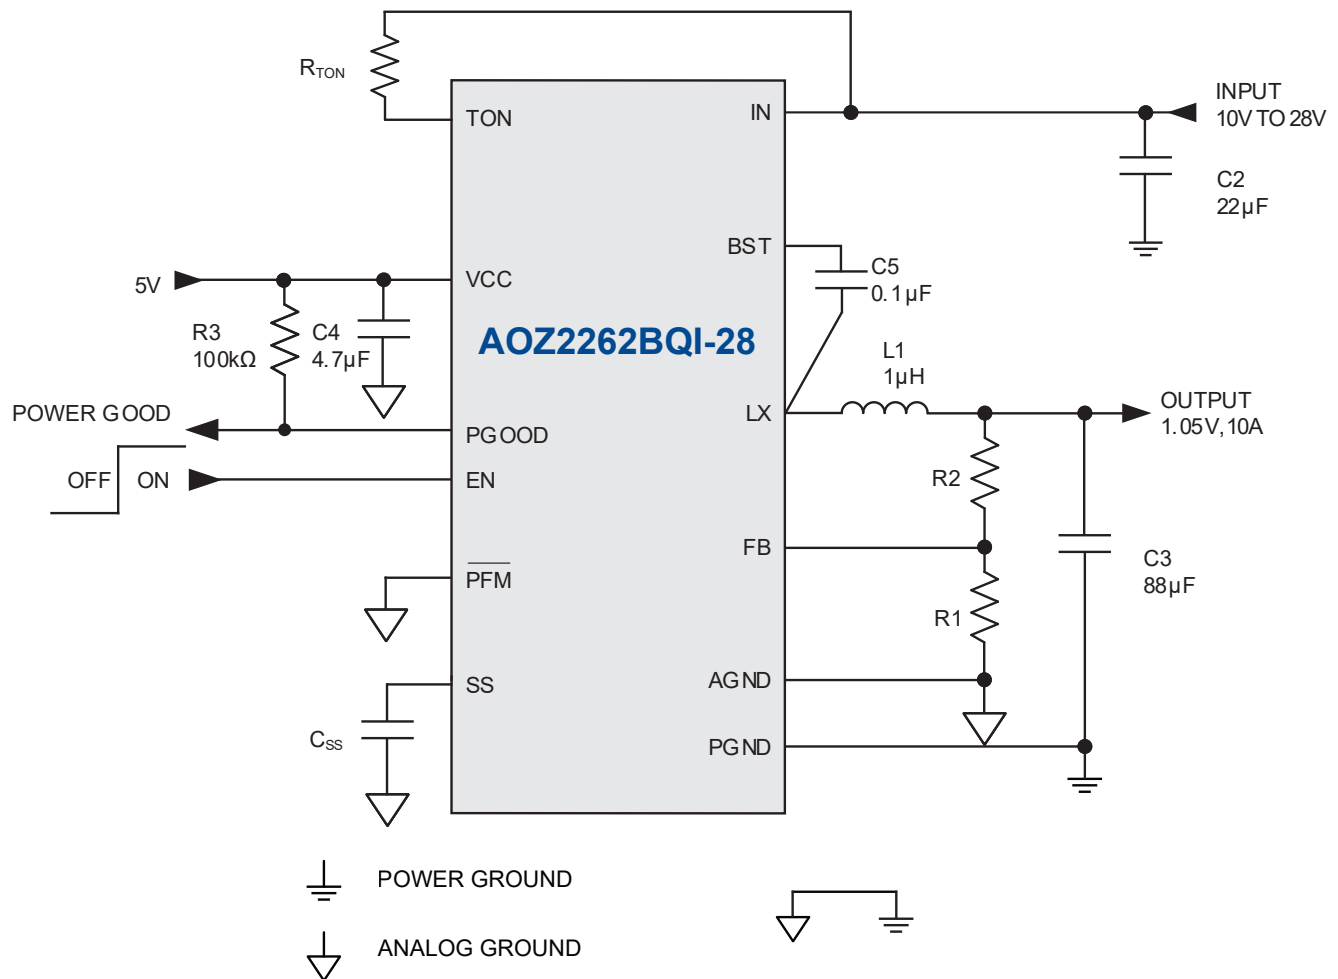 R_TON
TON
IN
INPUT
10V TO 28V
C2
22µF
BST
C5
0.1µF
5V
VCC
R3
100kΩ
C4
4.7µF
AOZ2262BQI-28
L1
1µH
LX
OUTPUT
1.05V, 10A
POWER GOOD
PGOOD
OFF
ON
EN
R2
FB
C3
88µF
PFM
R1
SS
AGND
C_SS
PGND
POWER GROUND
ANALOG GROUND